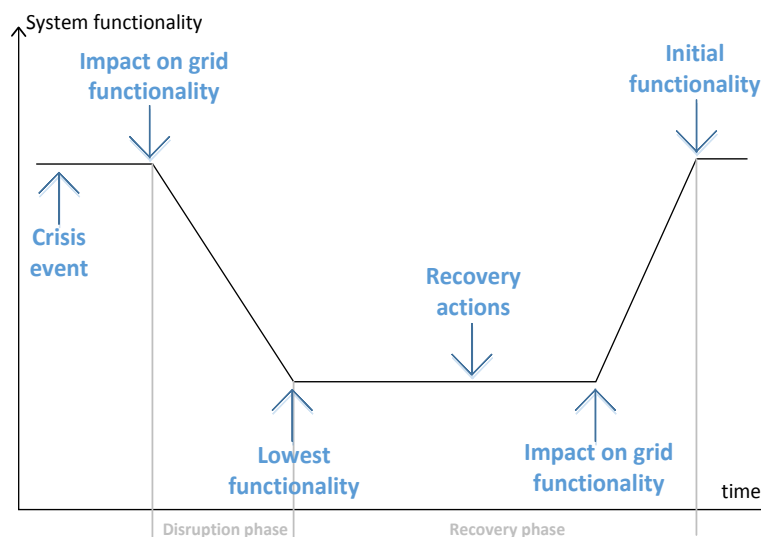 System functionality
Impact on grid
functionality
Initial
functionality
Crisis
event
Recovery
actions
Lowest
functionality
Impact on grid
functionality
time
Disruption phase
Recovery phase